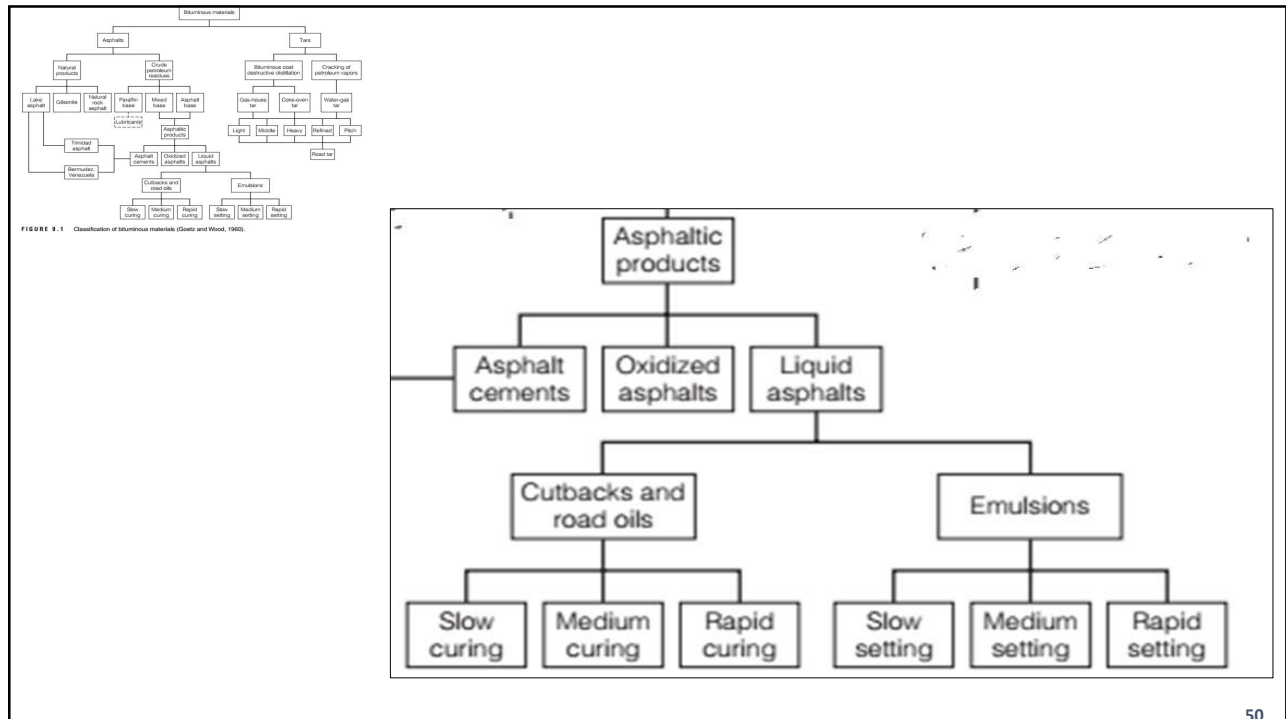 Bituminous materials
Asphalts
Tars
Natural
products
Crude
petroleum
residues
Bituminous coal
destructive distillation
Cracking of
petroleum vapors
Lake
asphalt
Gilsonite
Natural
rock
asphalt
Paraffin
base
Mixed
base
Asphalt
base
Gas-house
tar
Coke-oven
tar
Water-gas
tar
Lubricants
Light
Middle
Heavy
Refined
Pitch
Asphaltic
products
Trinidad
asphalt
Road tar
Asphalt
cements
Oxidized
asphalts
Liquid
asphalts
Bermudez,
Venezuela
Cutbacks and
road oils
Emulsions
Slow
curing
Medium
curing
Rapid
curing
Slow
setting
Medium
setting
Rapid
setting
FIGURE 9.1 Classification of bituminous materials (Goetz and Wood, 1960).
Asphaltic
products
Asphalt
cements
Oxidized
asphalts
Liquid
asphalts
Cutbacks and
road oils
Emulsions
Slow
curing
Medium
curing
Rapid
curing
Slow
setting
Medium
setting
Rapid
setting
50